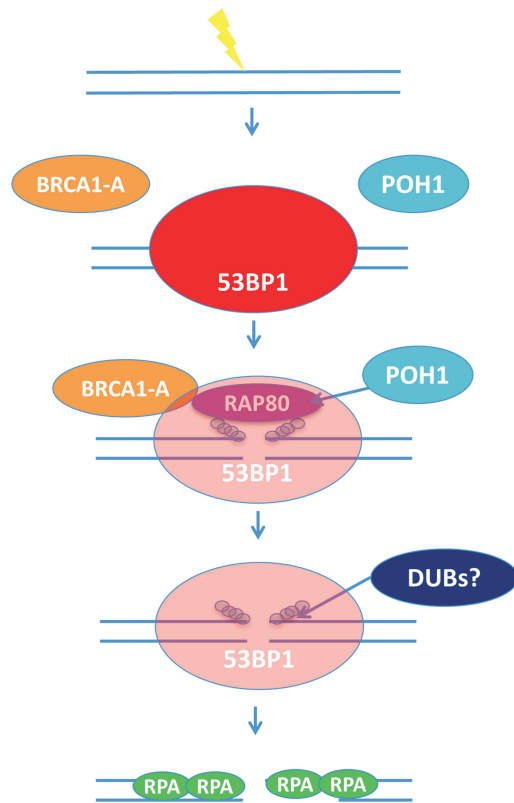 BRCA1-A
POH1
53BP1
BRCA1-A
RAP80
POH1
53BP1
DUBs?
53BP1
RPA RPA RPA RPA